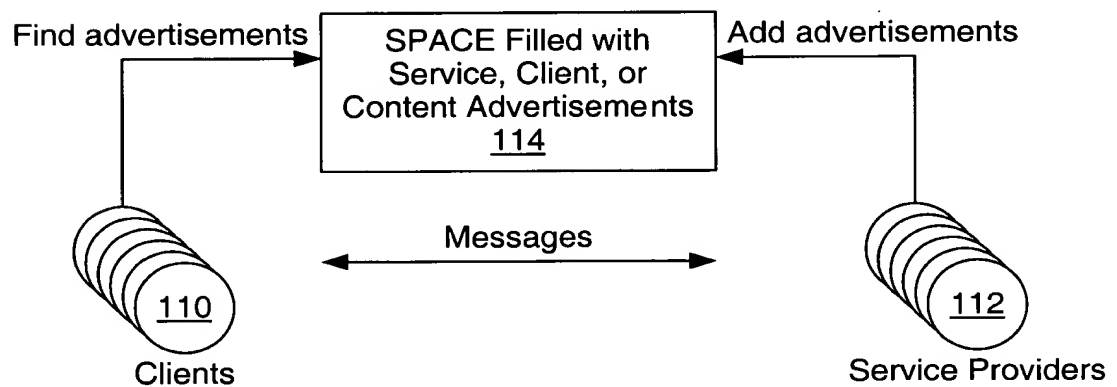 Find advertisements
SPACE Filled with
Service, Client, or
Content Advertisements
114
Add advertisements
Messages
110
Clients
112
Service Providers